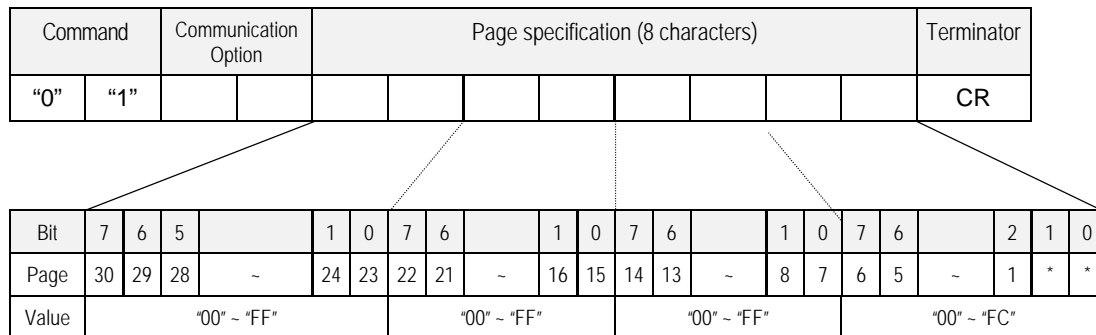 Command Communication Option Page specification (8 characters) Terminator
“0” “1” CR
Bit 7 6 5 1 0 7 6 1 0 7 6 1 0 7 6 2 1 0
Page 30 29 28 ~ 24 23 22 21 ~ 16 15 14 13 ~ 8 7 6 5 ~ 1 * *
Value "00" ~ "FF" "00" ~ "FF" "00" ~ "FF" "00" ~ "FC"